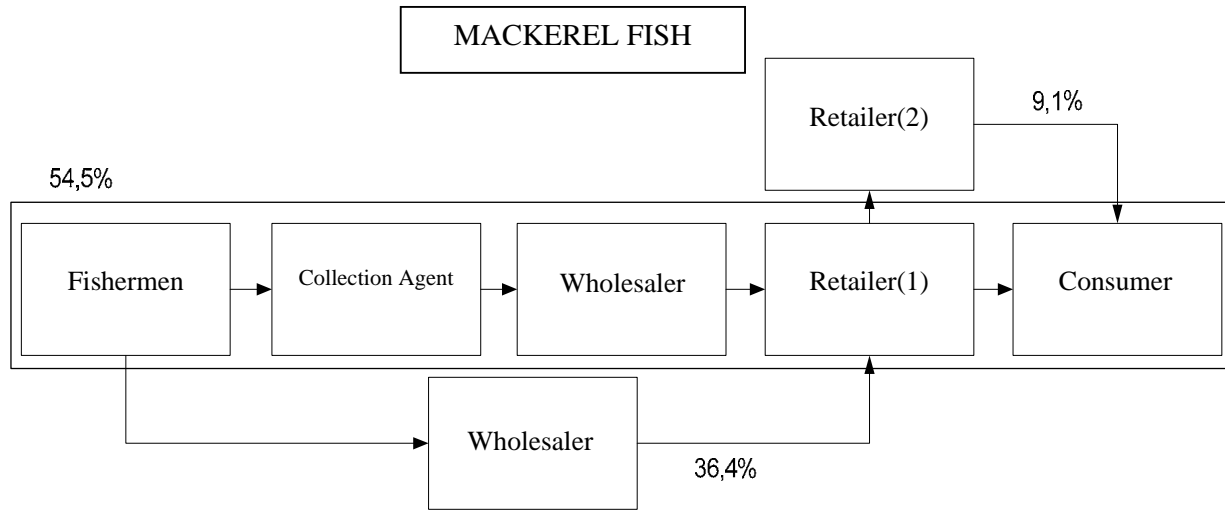 MACKEREL FISH
Retailer(2)
9,1%
54,5%
Fishermen
Collection Agent
Wholesaler
Retailer(1)
Consumer
Wholesaler
36,4%